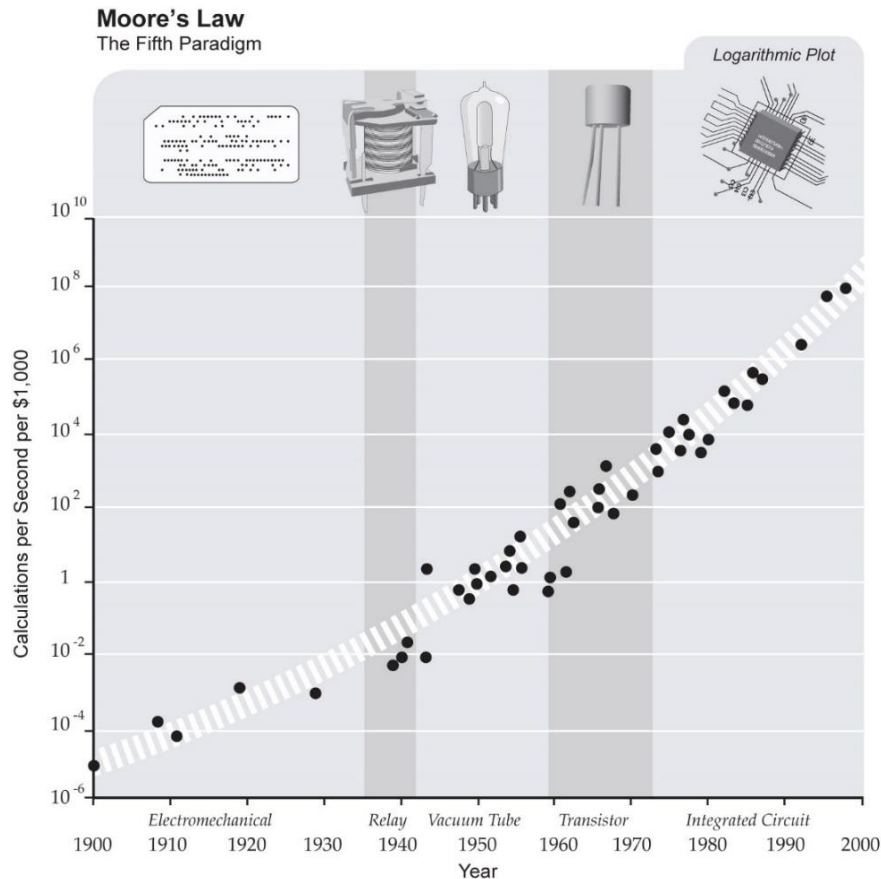 Moore's Law
The Fifth Paradigm
Logarithmic Plot
10^10
10^8
10^6
10^4
10^2
1
10^-2
10^-4
10^-6
Calculations per Second per $1,000
Electromechanical Relay Vacuum Tube Transistor Integrated Circuit
1900 1910 1920 1930 1940 1950 1960 1970 1980 1990 2000
Year